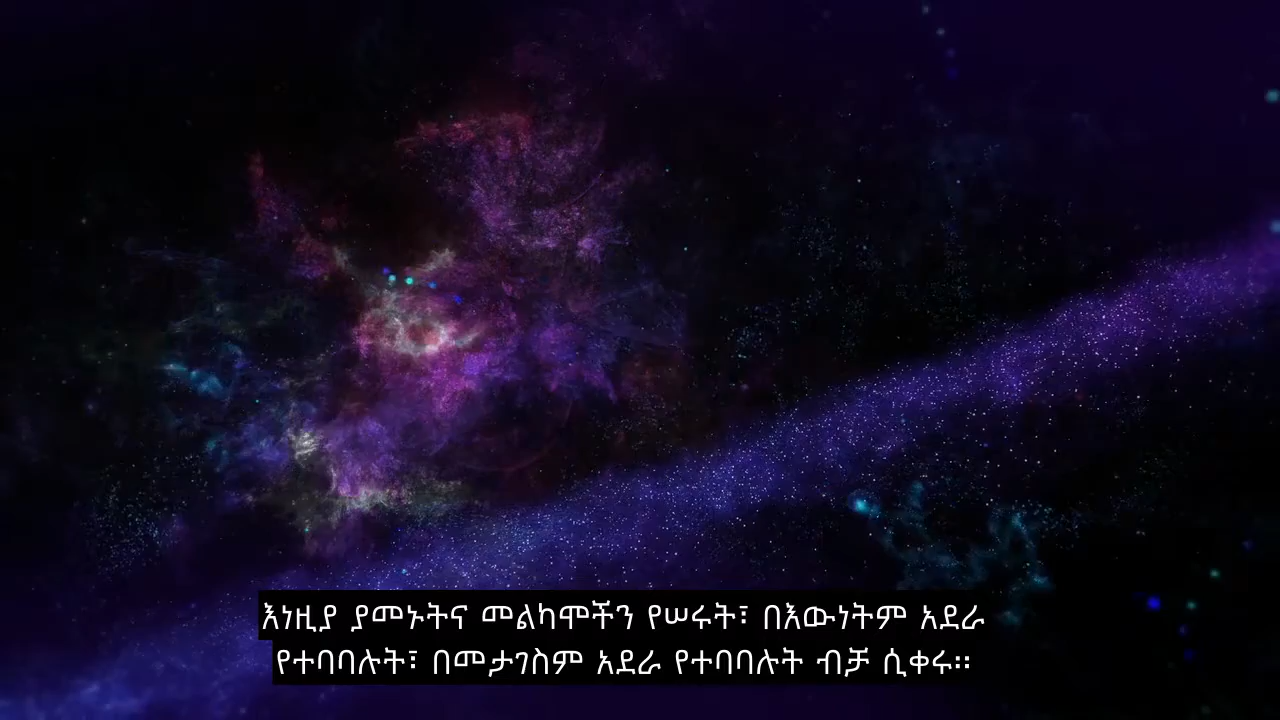 እነዚያ ያመኑትና መልካሞችን የሠሩት፣ በእውነትም አደራ
የተባባሉት፣ በመታገስም አደራ የተባባሉት ብቻ ሲቀሩ፡፡